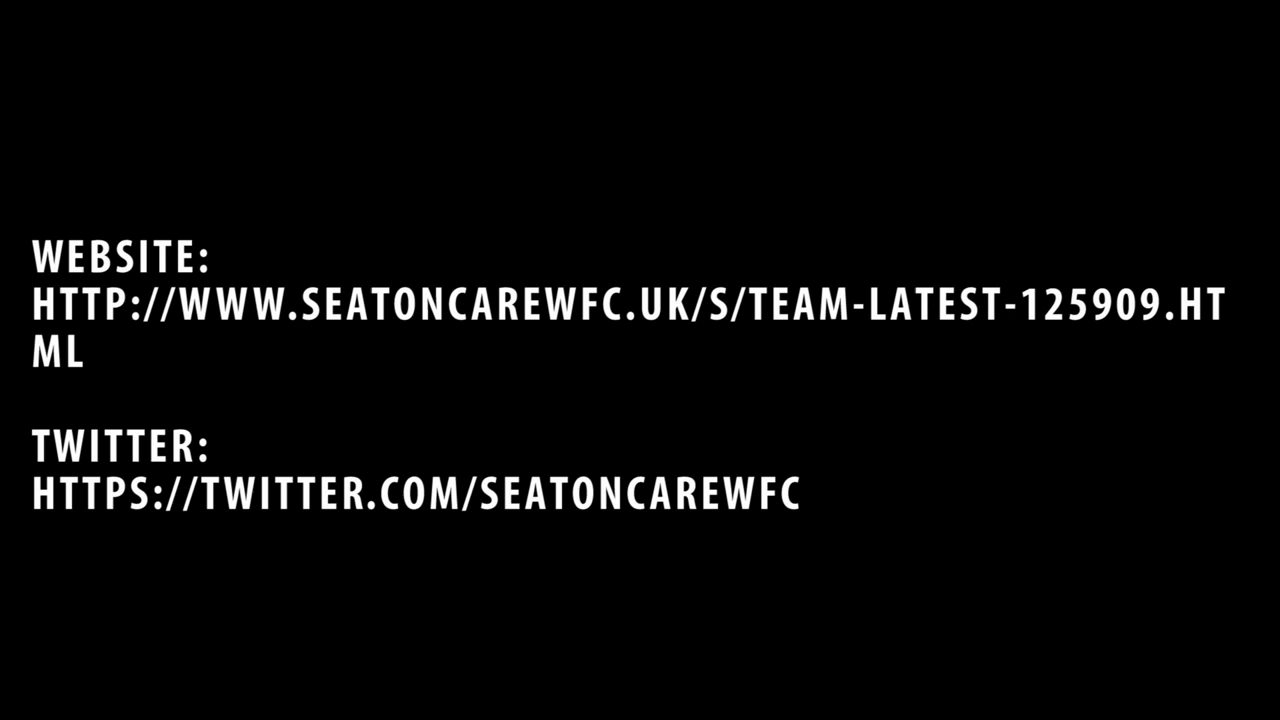 WEBSITE:
HTTP://WWW.SEATONCAREWFC.UK/S/TEAM-LATEST-125909.HT
ML
TWITTER:
HTTPS://TWITTER.COM/SEATONCAREWFC